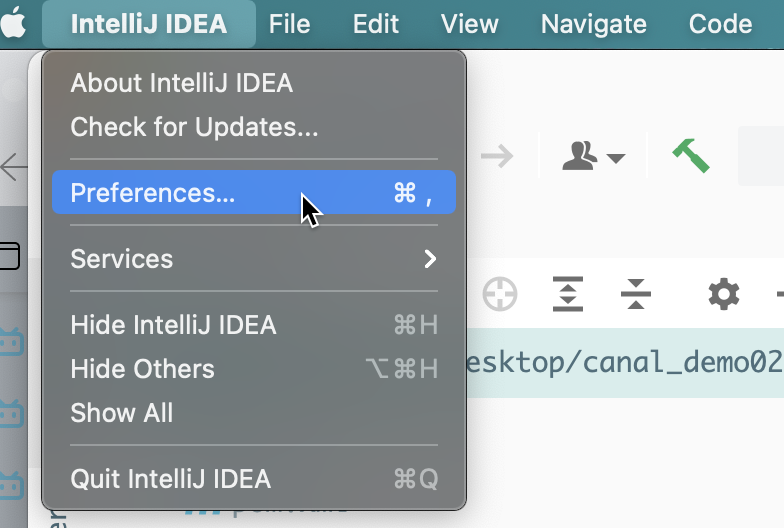 IntelliJ IDEA File Edit View Navigate Code
About IntelliJ IDEA
Check for Updates...
Preferences... ⌘ ,
Services
esktop/canal_demo02
Hide IntelliJ IDEA ⌘H
Hide Others ⌥⌘H
Show All
Quit IntelliJ IDEA ⌘Q